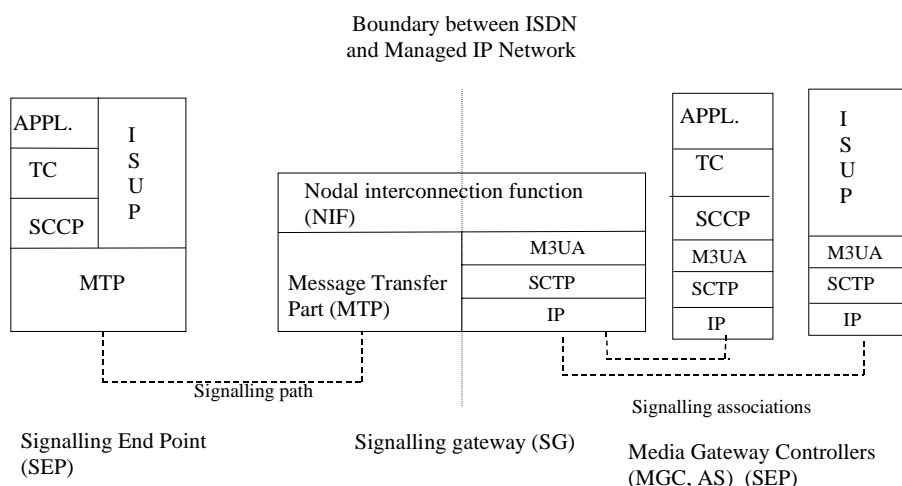 Boundary between ISDN
and Managed IP Network
APPL.
TC
SCCP
I
S
U
P
MTP
Nodal interconnection function
(NIF)
Message Transfer
Part (MTP)
M3UA
SCTP
IP
APPL.
TC
SCCP
M3UA
SCTP
IP
I
S
U
P
M3UA
SCTP
IP
Signalling path
Signalling associations
Signalling End Point
(SEP)
Signalling gateway (SG)
Media Gateway Controllers
(MGC, AS) (SEP)